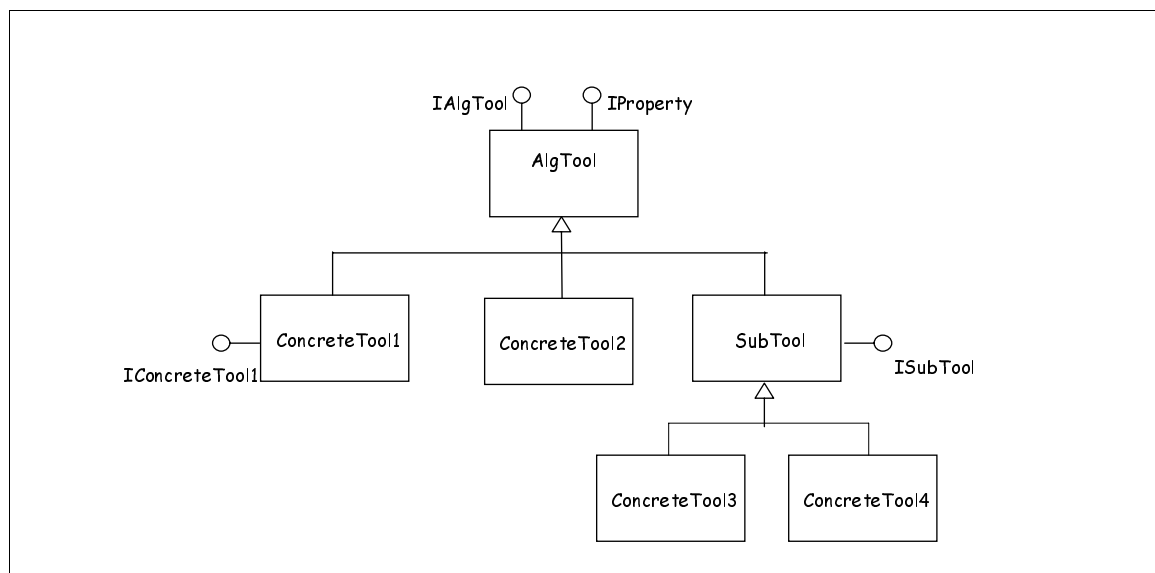 IAlgTool
IProperty
AlgTool
ConcreteTool1
ConcreteTool2
SubTool
IConcreteTool1
ISubTool
ConcreteTool3
ConcreteTool4